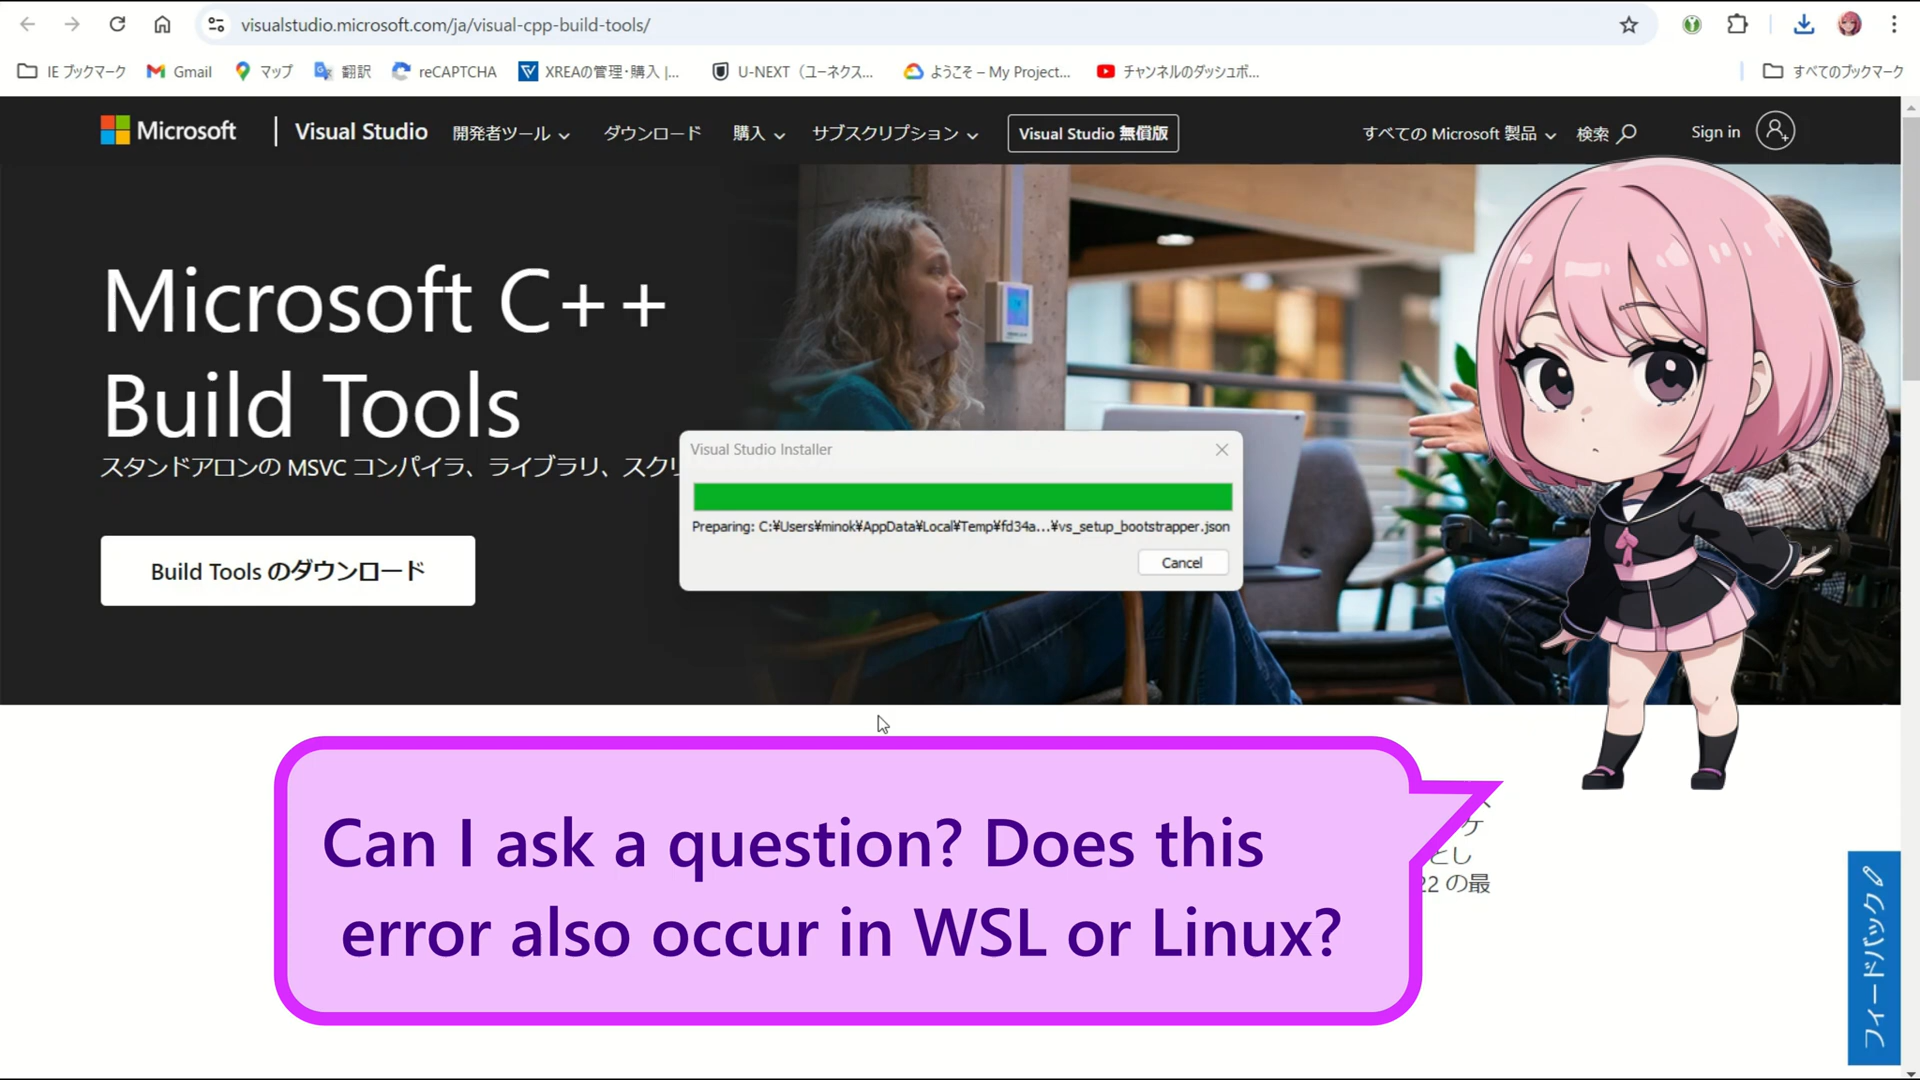 visualstudio.microsoft.com/ja/visual-cpp-build-tools/
IE ブックマーク
Gmail
マップ
翻訳
reCAPTCHA
XREAの管理・購入 |...
U-NEXT（ユーネクス...
ようこそ – My Project...
チャンネルのダッシュボ...
すべてのブックマーク
Microsoft
Visual Studio
開発者ツール
ダウンロード
購入
サブスクリプション
Visual Studio 無償版
すべての Microsoft 製品
検索
Sign in
Microsoft C++
Build Tools
スタンドアロンの MSVC コンパイラ、ライブラリ、スクリ
Build Tools のダウンロード
Visual Studio Installer
Preparing: C:¥Users¥minok¥AppData¥Local¥Temp¥fd34a...¥vs_setup_bootstrapper.json
Cancel
Can I ask a question? Does this
error also occur in WSL or Linux?
ケ
とし
22 の最
フィードバック